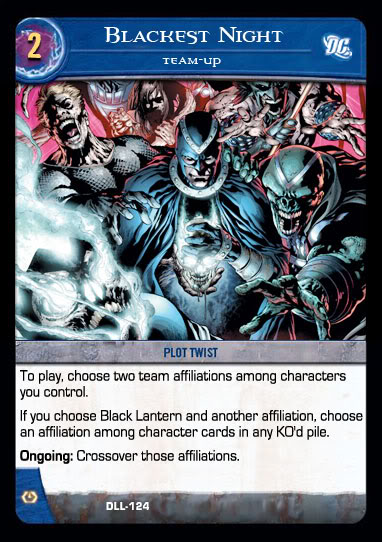 2
Blackest Night
TEAM-UP
DC
PLOT TWIST
To play, choose two team affiliations among characters
you control.
If you choose Black Lantern and another affiliation, choose
an affiliation among character cards in any KO'd pile.
Ongoing: Crossover those affiliations.
DLL-124